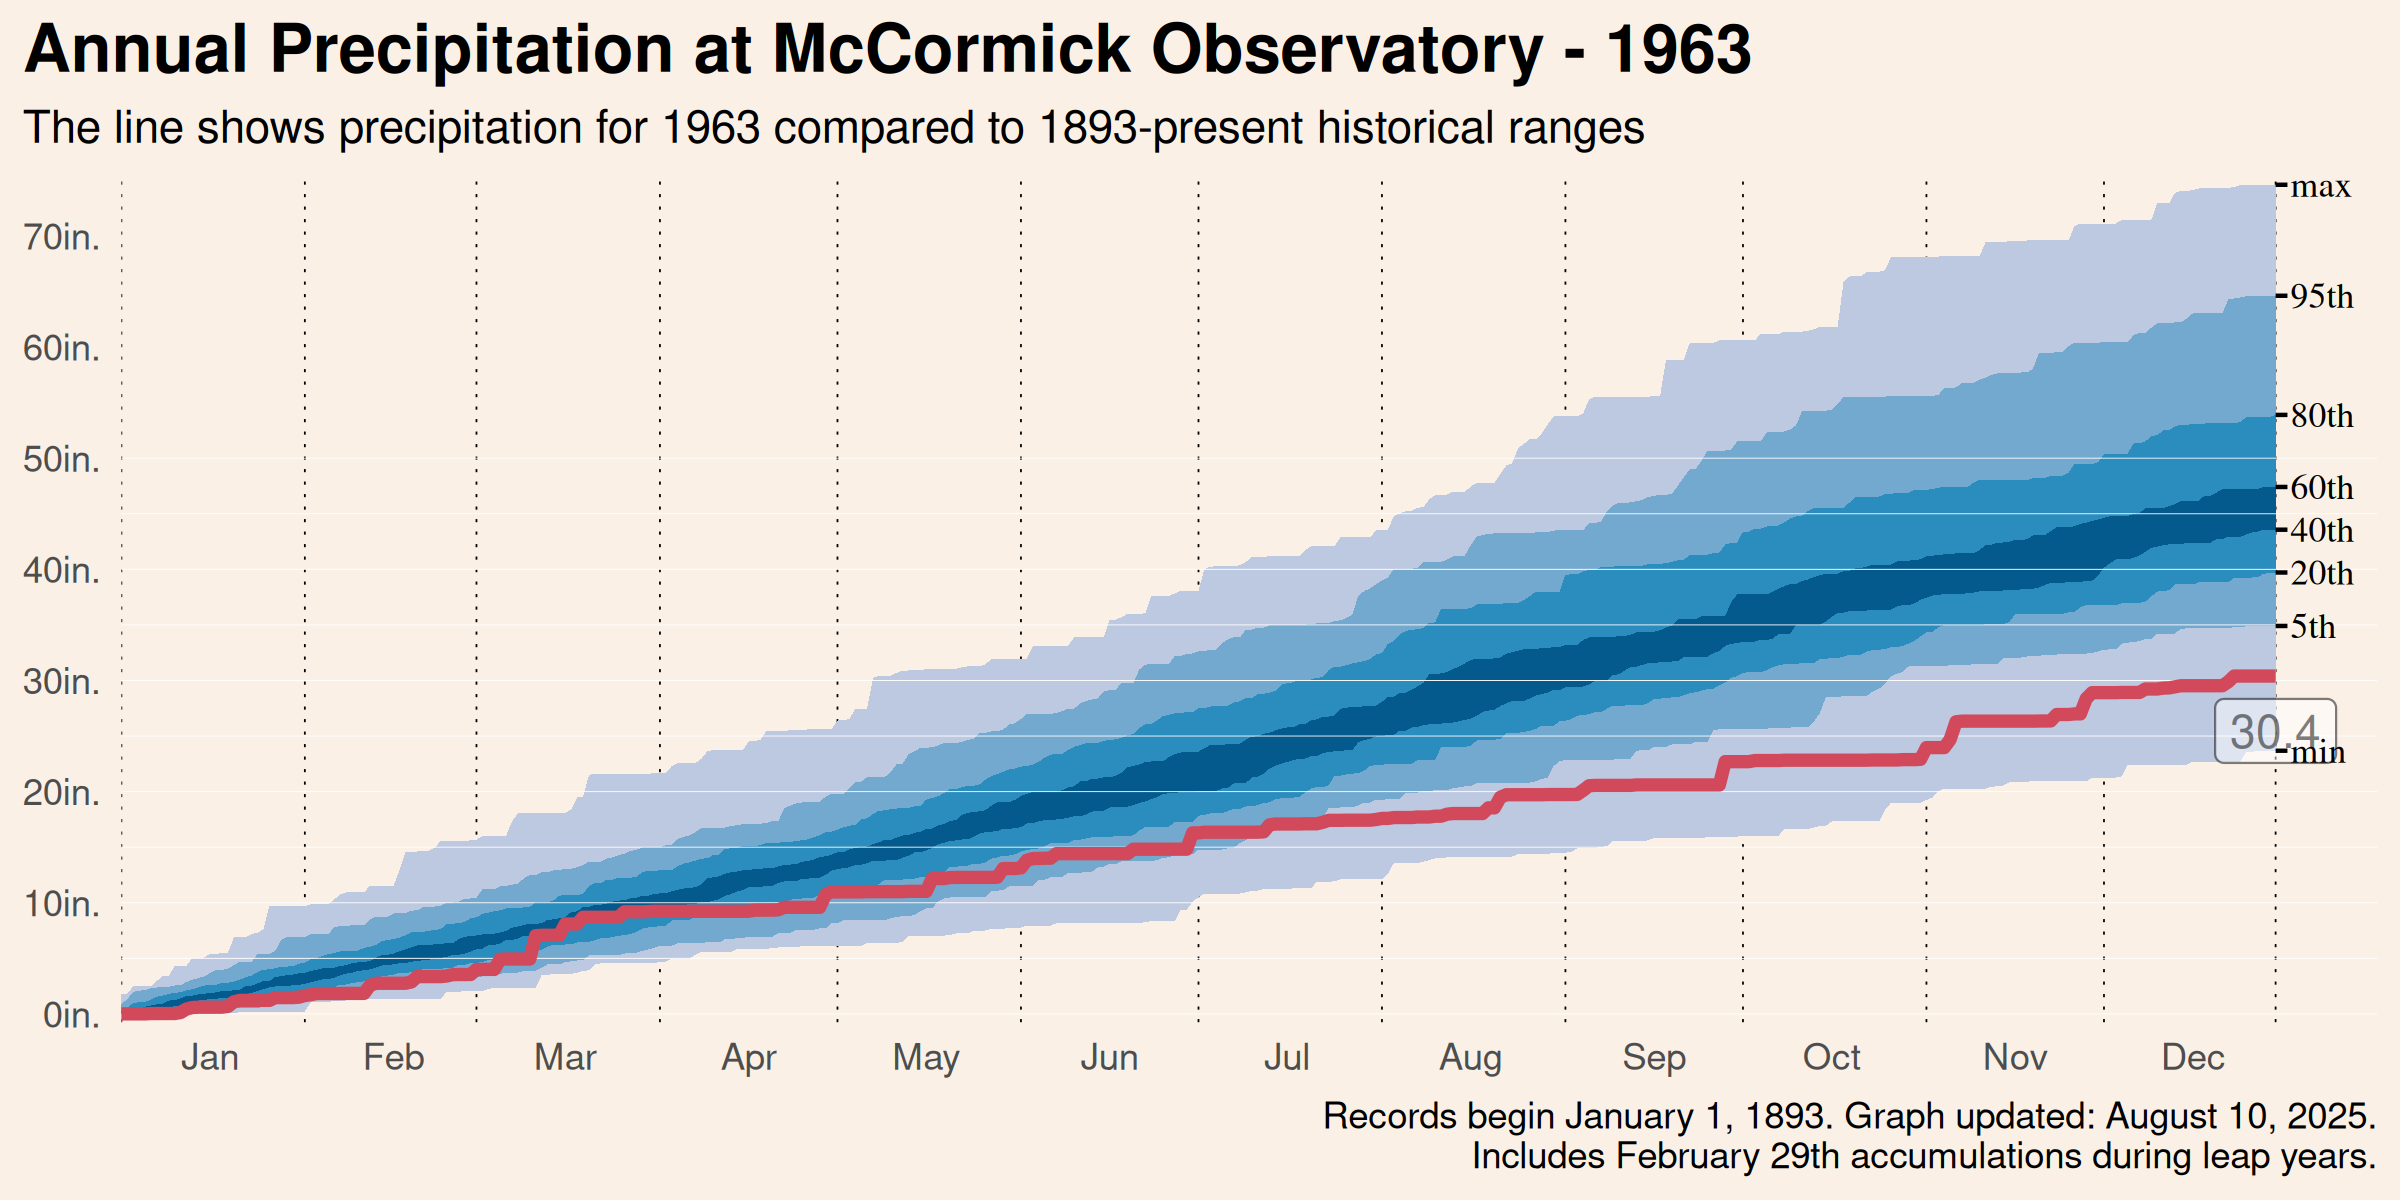 Annual Precipitation at McCormick Observatory - 1963
The line shows precipitation for 1963 compared to 1893-present historical ranges
max
70in.
95th
60in.
80th
50in.
60th
40th
40in.
20th
5th
30in.
30.4
min
20in.
10in.
0in.
Jan Feb Mar Apr May Jun Jul Aug Sep Oct Nov Dec
Records begin January 1, 1893. Graph updated: August 10, 2025.
Includes February 29th accumulations during leap years.